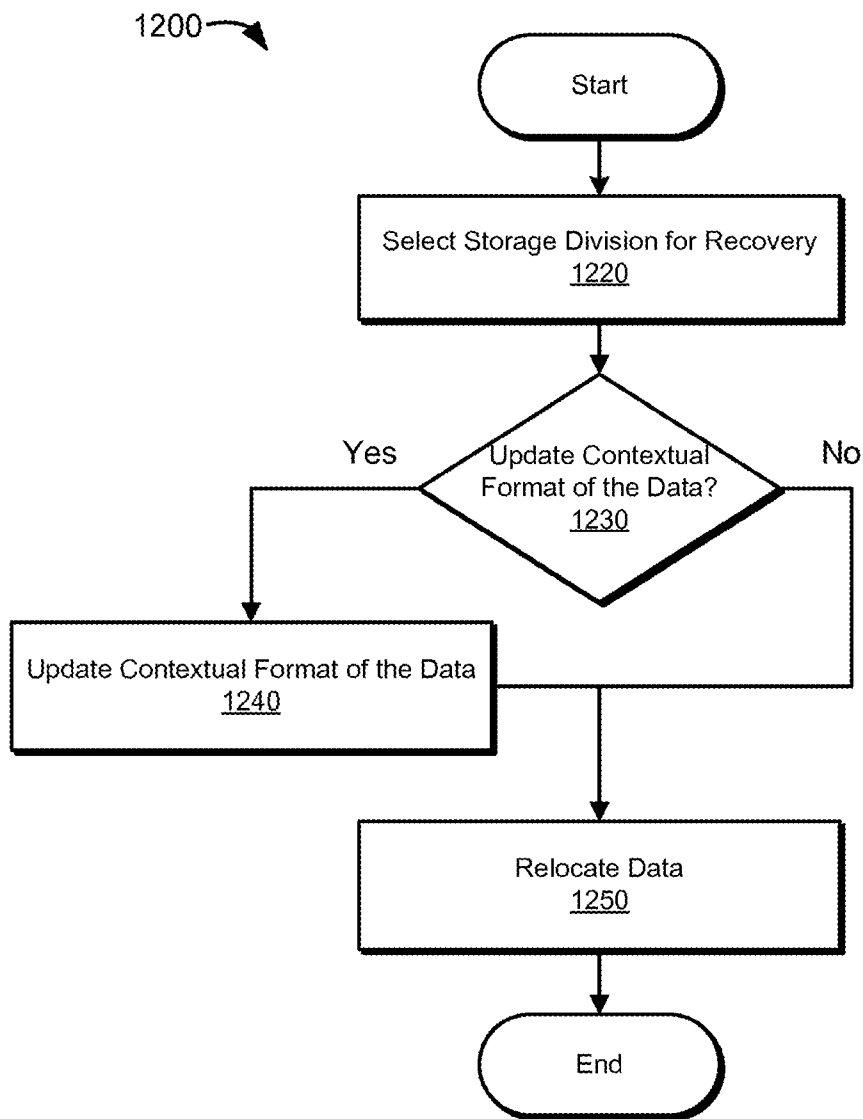 1200
Start
Select Storage Division for Recovery
1220
Yes
Update Contextual
No
Format of the Data?
1230
Update Contextual Format of the Data
1240
Relocate Data
1250
End